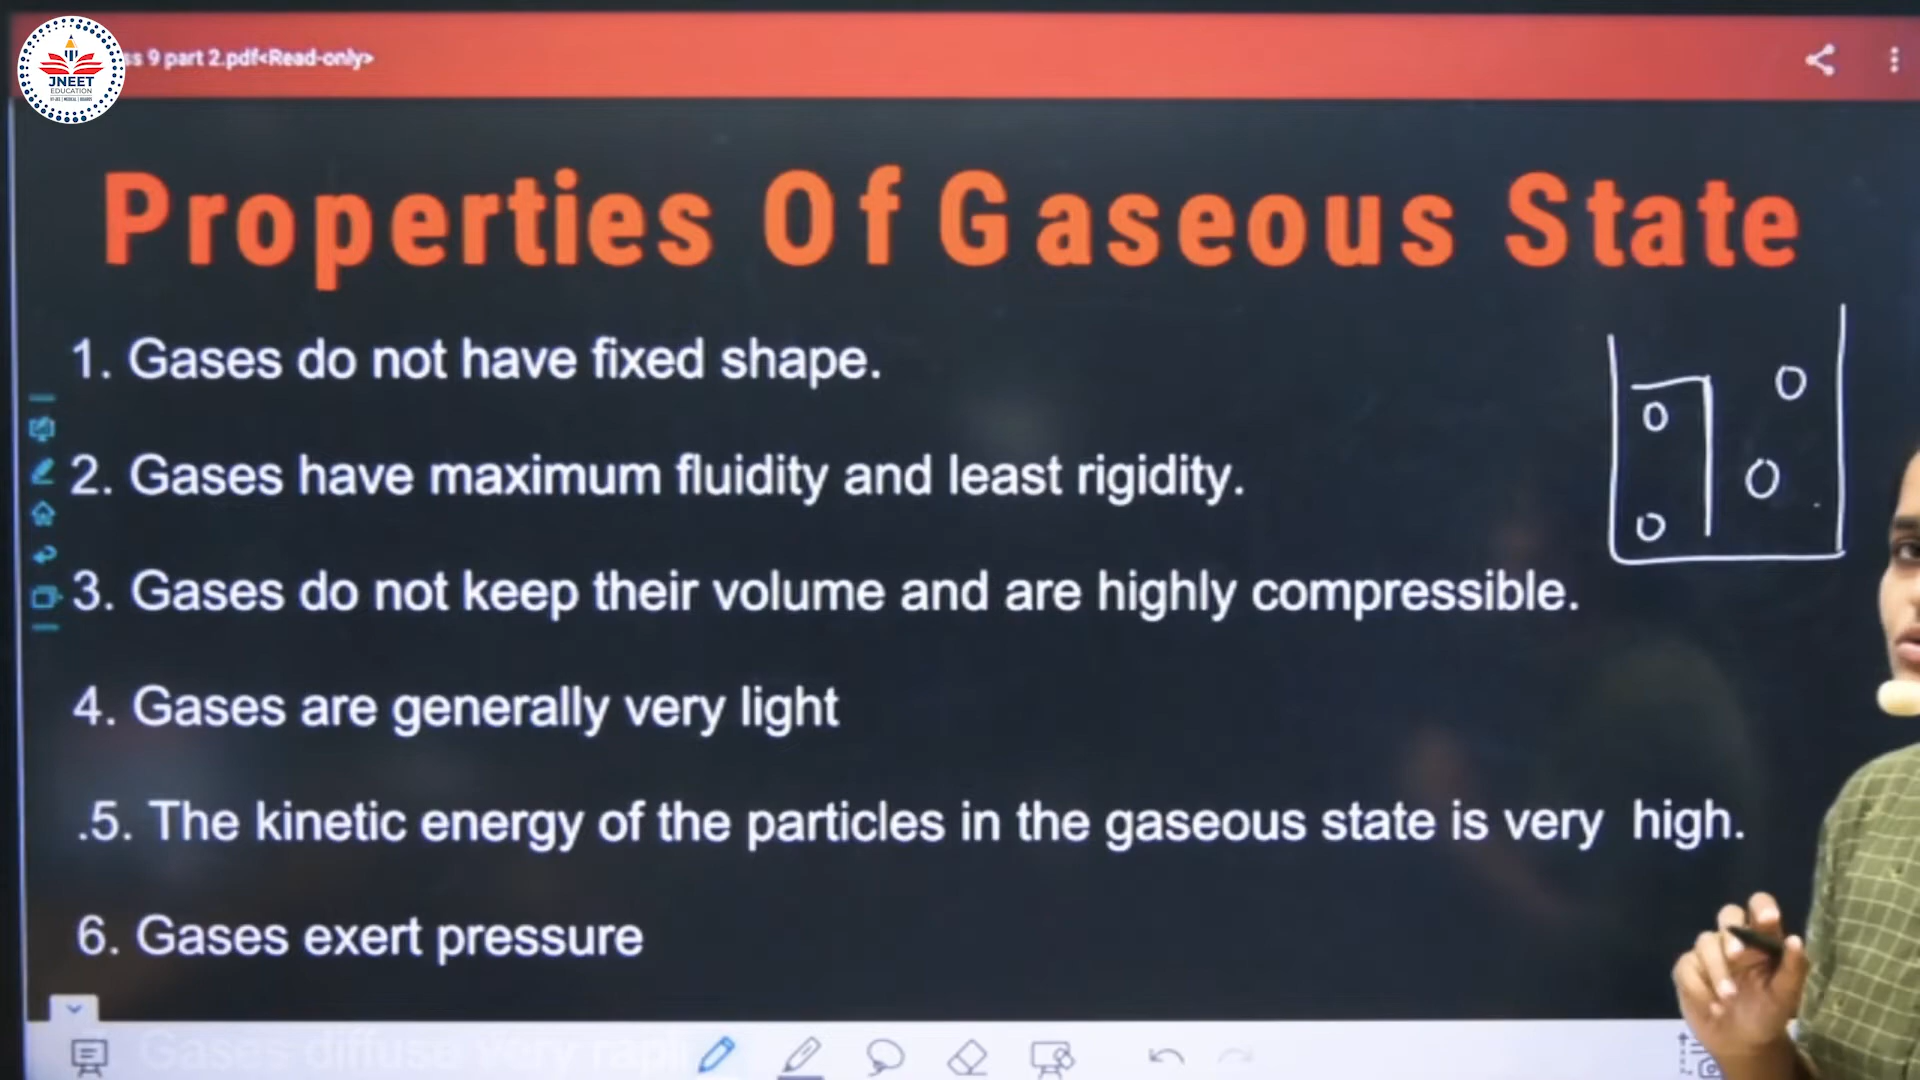 JNEET
EDUCATION
ss 9 part 2.pdf<Read-only>
Properties Of Gaseous State
1. Gases do not have fixed shape.
2. Gases have maximum fluidity and least rigidity.
3. Gases do not keep their volume and are highly compressible.
4. Gases are generally very light
.5. The kinetic energy of the particles in the gaseous state is very high.
6. Gases exert pressure
Gases diffuse very